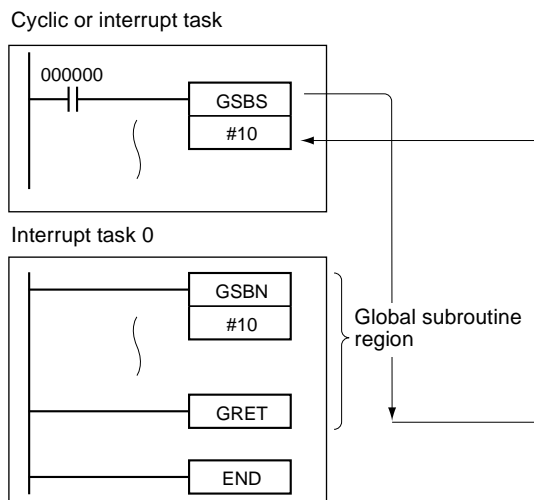 Cyclic or interrupt task
000000
GSBS
#10
Interrupt task 0
GSBN
#10
Global subroutine
region
GRET
END